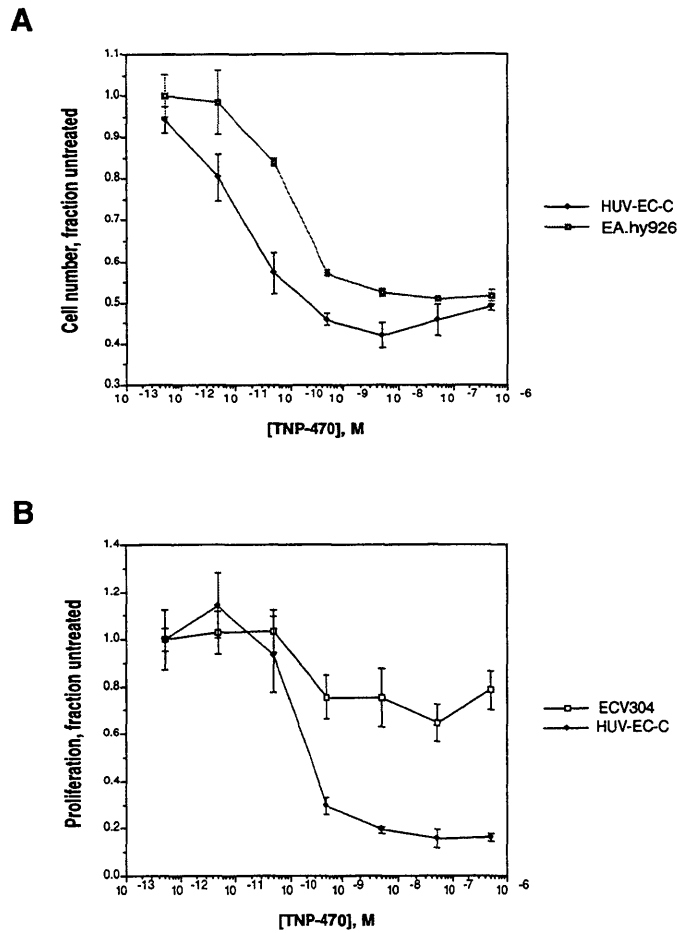 A
Cell number, fraction untreated
1.1
1.0
0.9
0.8
0.7
0.6
0.5
0.4
0.3
10 -13 10 -12 10 -11 10 -10 10 -9 10 -8 10 -7 10 -6
[TNP-470], M
HUV-EC-C
EA.hy926
B
Proliferation, fraction untreated
1.4
1.2
1.0
0.8
0.6
0.4
0.2
0.0
10 -13 10 -12 10 -11 10 -10 10 -9 10 -8 10 -7 10 -6
[TNP-470], M
ECV304
HUV-EC-C